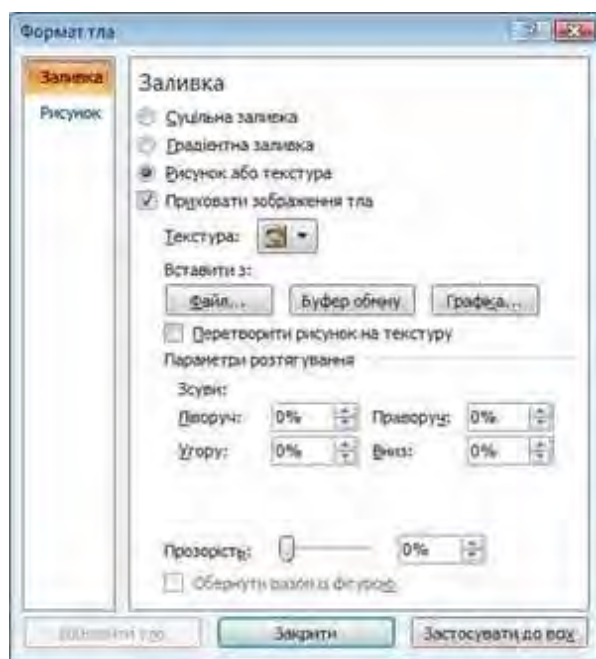 Формат тла
Заливка
Рисунок
Заливка
Суцільна заливка
Градієнтна заливка
Рисунок або текстура
Приховати зображення тла
Текстура:
Вставити з:
Файл... Буфер обміну Графіка...
Перетворити рисунок на текстуру
Параметри розтягування
Зсуви:
Ліворуч: 0% Праворуч: 0%
Угору: 0% Вниз: 0%
Прозорість: 0%
Обернути разом із фігурою
Відновити тло Закрити Застосувати до всіх